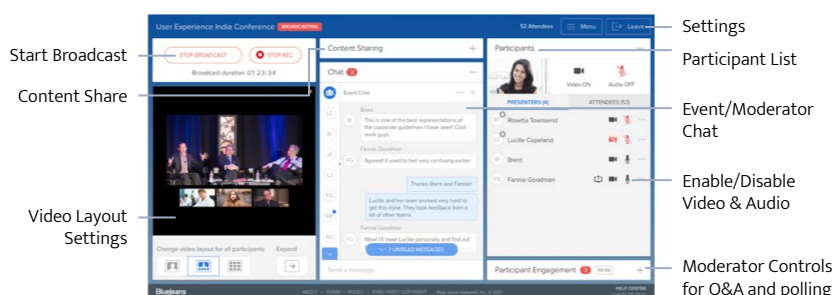 User Experience India Conference BROADCASTING
52 Attendees
Menu
Leave
Settings
Start Broadcast
STOP BROADCAST
STOP REC
Broadcast duration 01:23:34
Content Sharing
Participants
Participant List
Content Share
Chat 3
Video ON
Audio OFF
Event Chat
PRESENTERS (4)
ATTENDEES (52)
Event/Moderator
Chat
Brent
This is one of the best representations of
the corporate guidelines I have seen! Cool
work guys.
Rosetta Townsend
Lucille Copeland
Brent
Fannie Goodman
Fannie Goodman
Agreed! It used to feel very confusing earlier
Thanks Brent and Fannie!
Lucille and her team worked very hard to
get this done. They took feedback from a
lot of other teams.
Enable/Disable
Video & Audio
Video Layout
Settings
Fannie Goodman
Wow! I'll meet Lucille personally and find out
7 UNREAD MESSAGES
Change video layout for all participants
Expand
Send a message...
Participant Engagement
Moderator Controls
for Q&A and polling
BlueJeans
ABOUT • TERMS • POLICY • THIRD PARTY COPYRIGHT
HELP CENTER